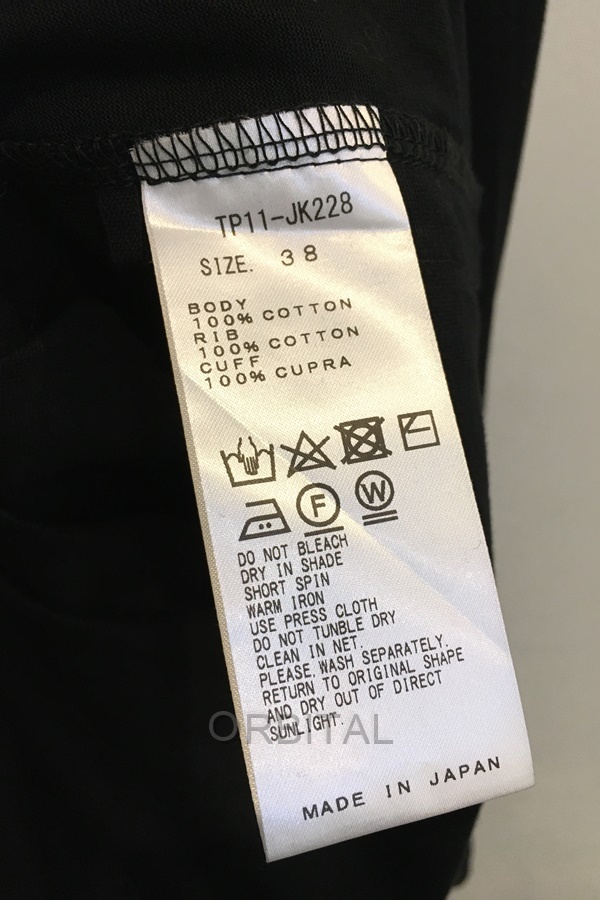 TP11-JK228
SIZE. 38
BODY
100% COTTON
RIB
100% COTTON
CUFF
100% CUPRA
F
W
DO NOT BLEACH
DRY IN SHADE
SHORT SPIN
WARM IRON
USE PRESS CLOTH
DO NOT TUNBLE DRY
CLEAN IN NET.
PLEASE.WASH SEPARATELY.
RETURN TO ORIGINAL SHAPE
AND DRY OUT OF DIRECT
SUNLIGHT.
ORBITAL
MADE IN JAPAN